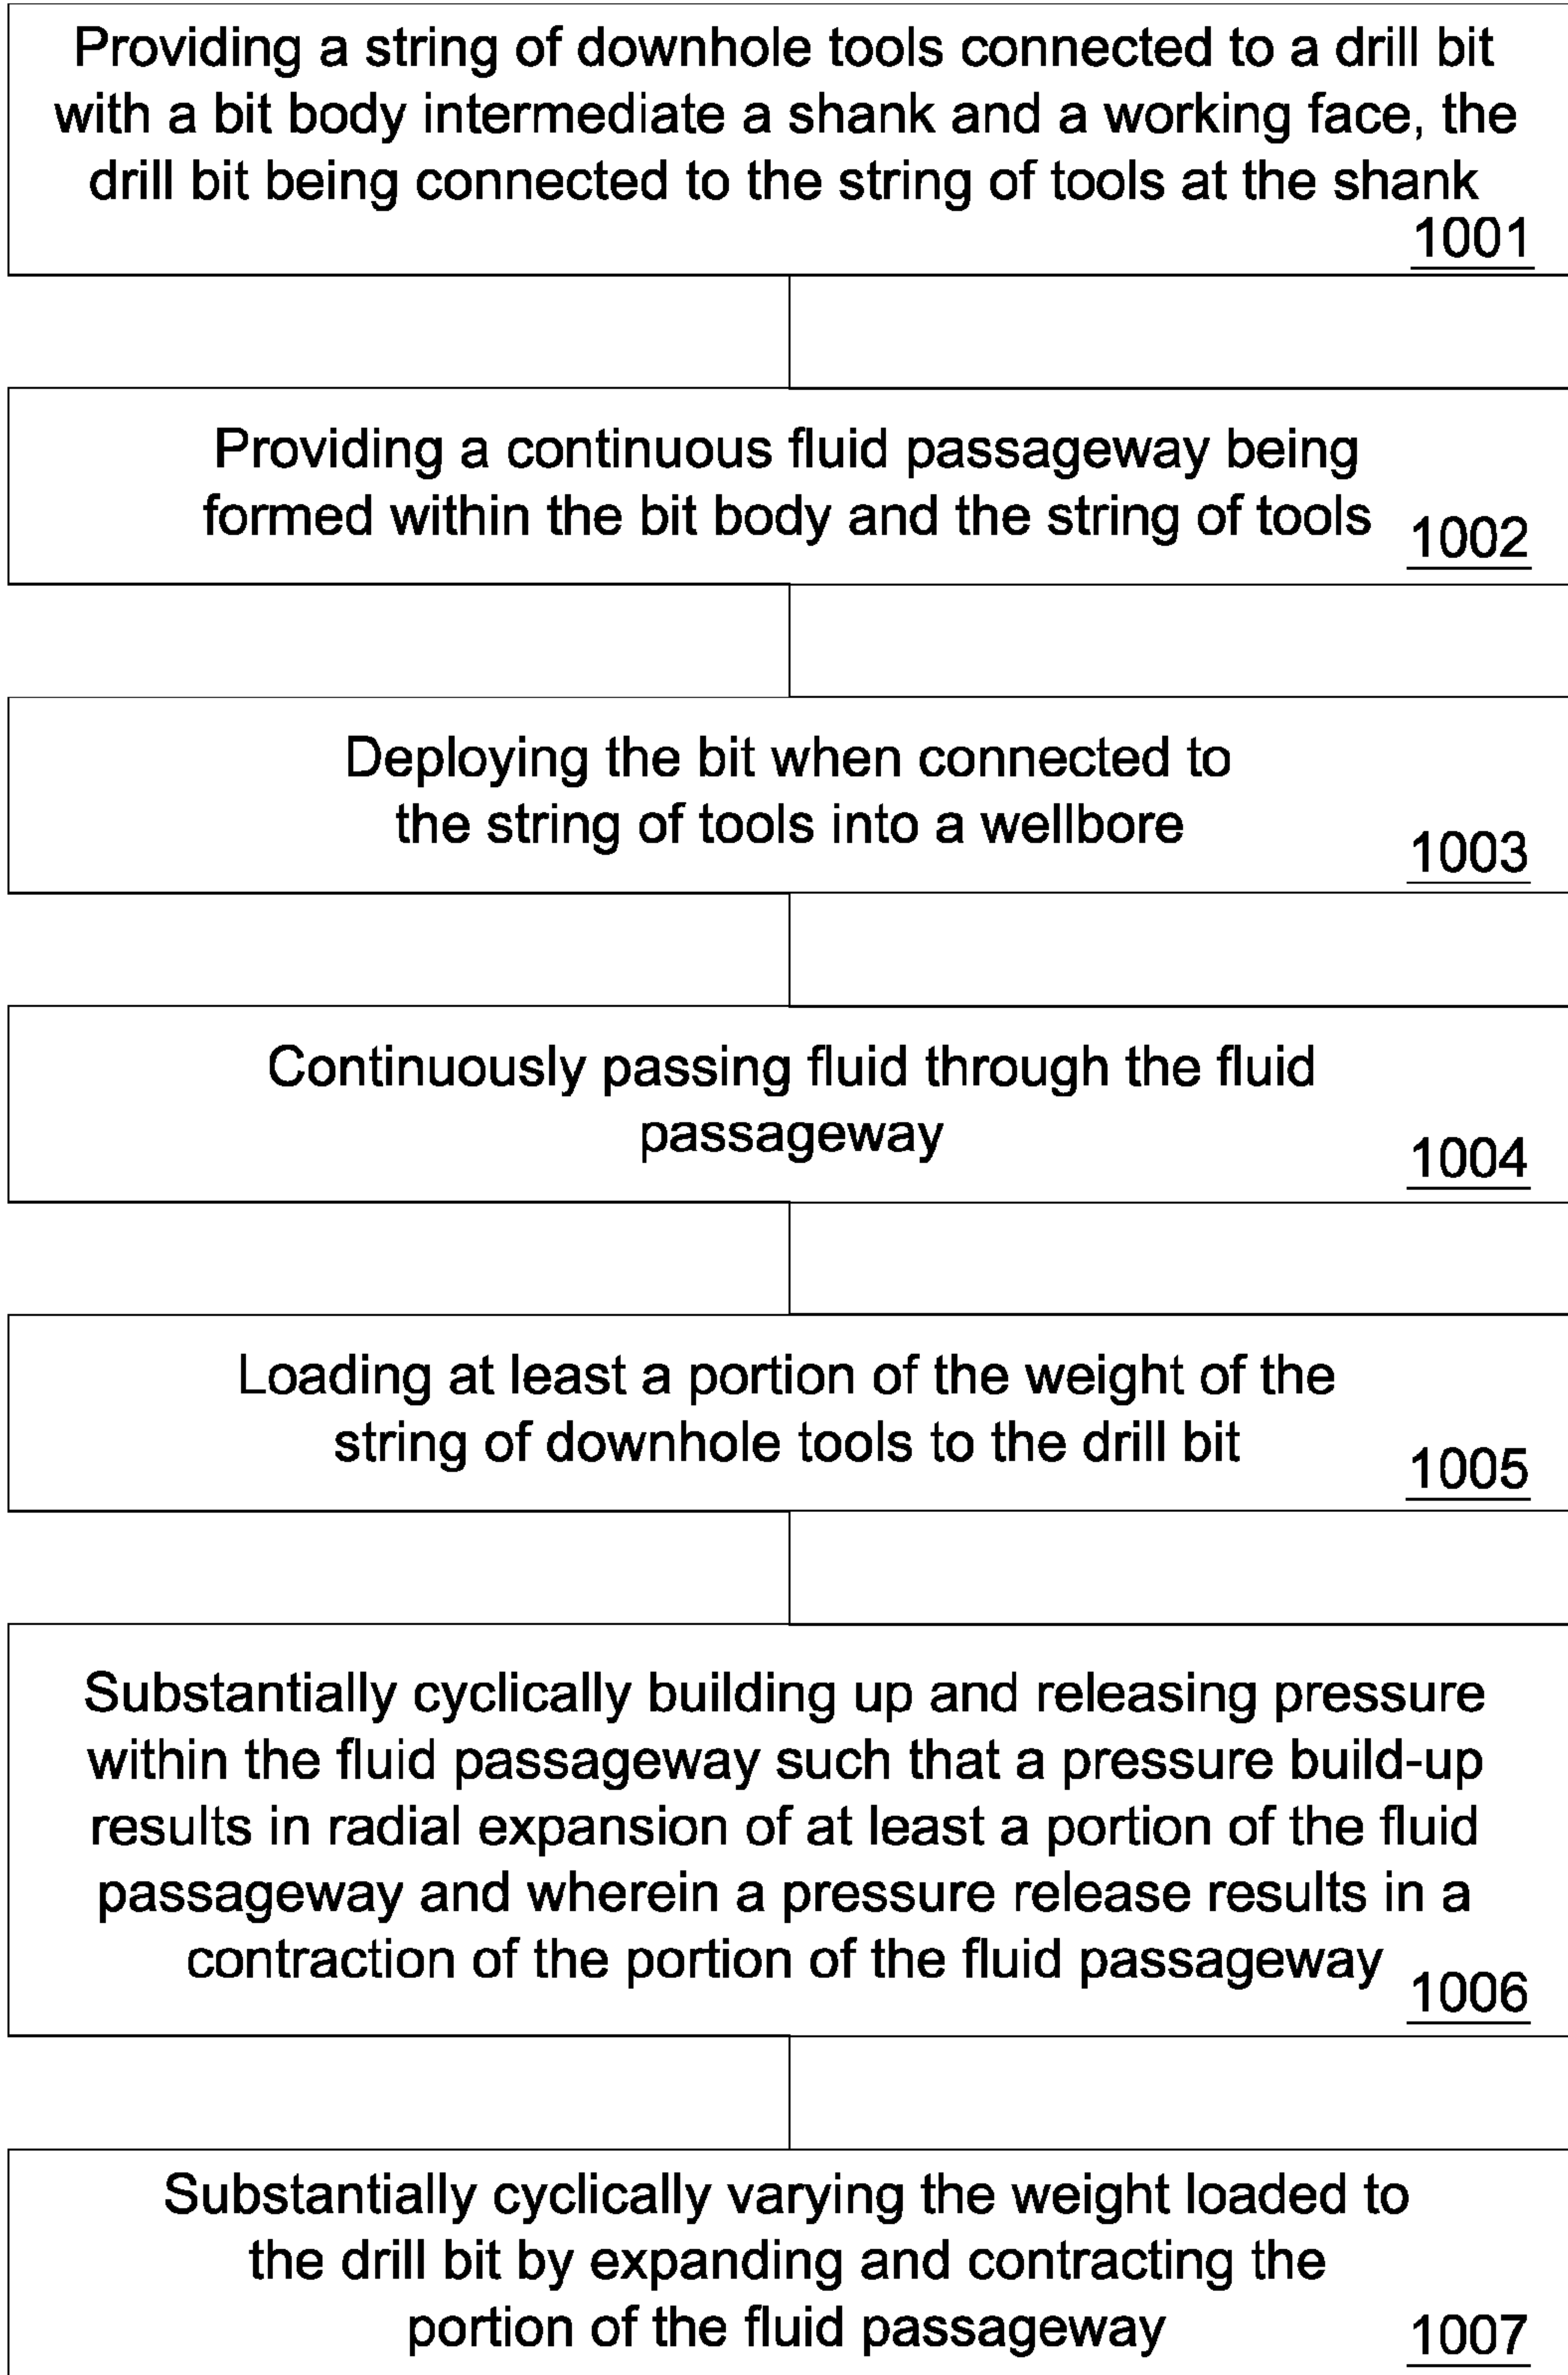 Providing a string of downhole tools connected to a drill bit
with a bit body intermediate a shank and a working face, the
drill bit being connected to the string of tools at the shank
1001
Providing a continuous fluid passageway being
formed within the bit body and the string of tools
1002
Deploying the bit when connected to
the string of tools into a wellbore
1003
Continuously passing fluid through the fluid
passageway
1004
Loading at least a portion of the weight of the
string of downhole tools to the drill bit
1005
Substantially cyclically building up and releasing pressure
within the fluid passageway such that a pressure build-up
results in radial expansion of at least a portion of the fluid
passageway and wherein a pressure release results in a
contraction of the portion of the fluid passageway
1006
Substantially cyclically varying the weight loaded to
the drill bit by expanding and contracting the
portion of the fluid passageway
1007